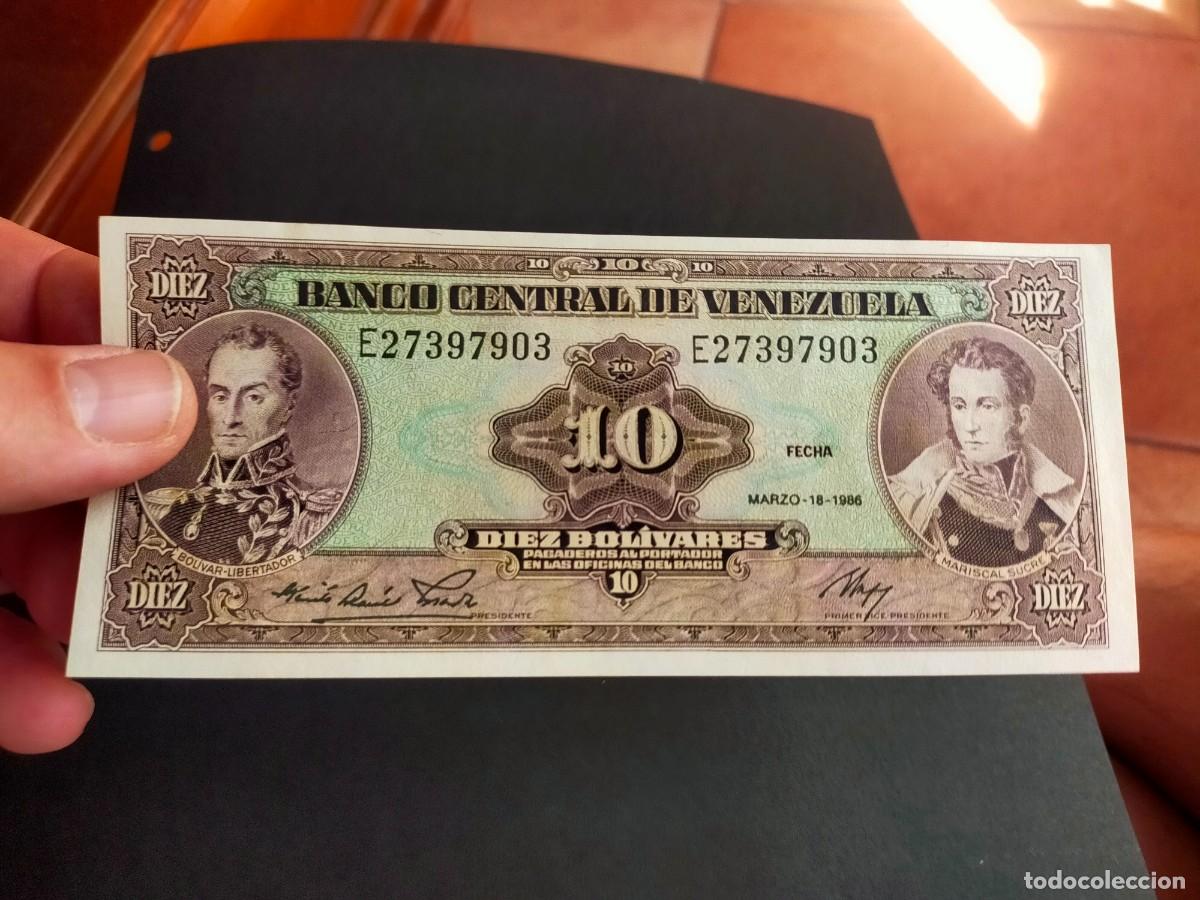 10 10 10
DIEZ DIEZ
BANCO CENTRAL DE VENEZUELA
E27397903 E27397903
10
10
FECHA
MARZO-18-1986
DIEZ BOLÍVARES
PAGADEROS AL PORTADOR
EN LAS OFICINAS DEL BANCO
BOLIVAR-LIBERTADOR
MARISCAL SUCRE
10
DIEZ DIEZ
PRESIDENTE PRIMER VICE-PRESIDENTE
todocoleccion